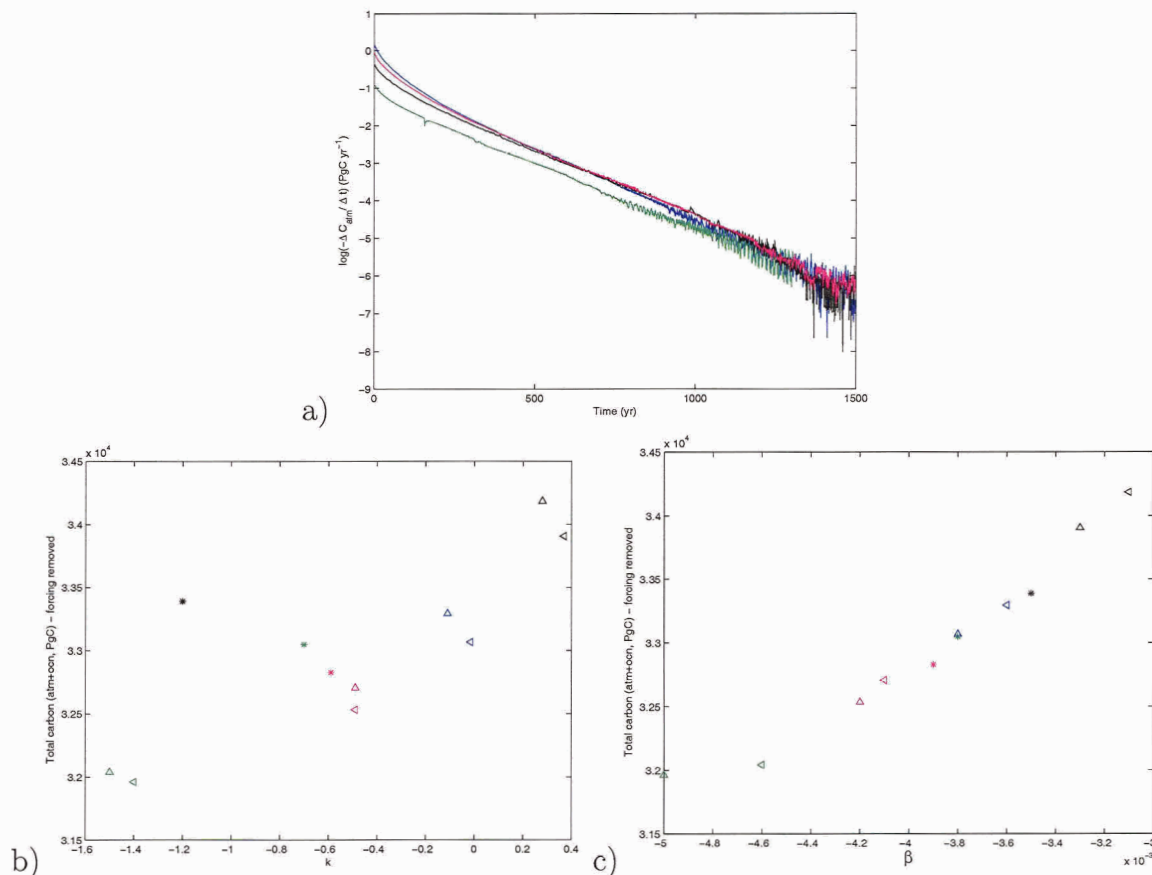 1
0
−1
−2
−3
−4
−5
−6
−7
−8
−9
log(−Δ C_atm/ Δ t) (PgC yr⁻¹)
0 500 1000 1500
Time (yr)
a)
x 10⁴
3.45
3.4
3.35
3.3
3.25
3.2
3.15
Total carbon (atm+ocn, PgC) − forcing removed
−1.6 −1.4 −1.2 −1 −0.8 −0.6 −0.4 −0.2 0 0.2 0.4
k
b)
x 10⁴
3.45
3.4
3.35
3.3
3.25
3.2
3.15
Total carbon (atm+ocn, PgC) − forcing removed
−5 −4.8 −4.6 −4.4 −4.2 −4 −3.8 −3.6 −3.4 −3.2 −3
β
x 10⁻³
c)